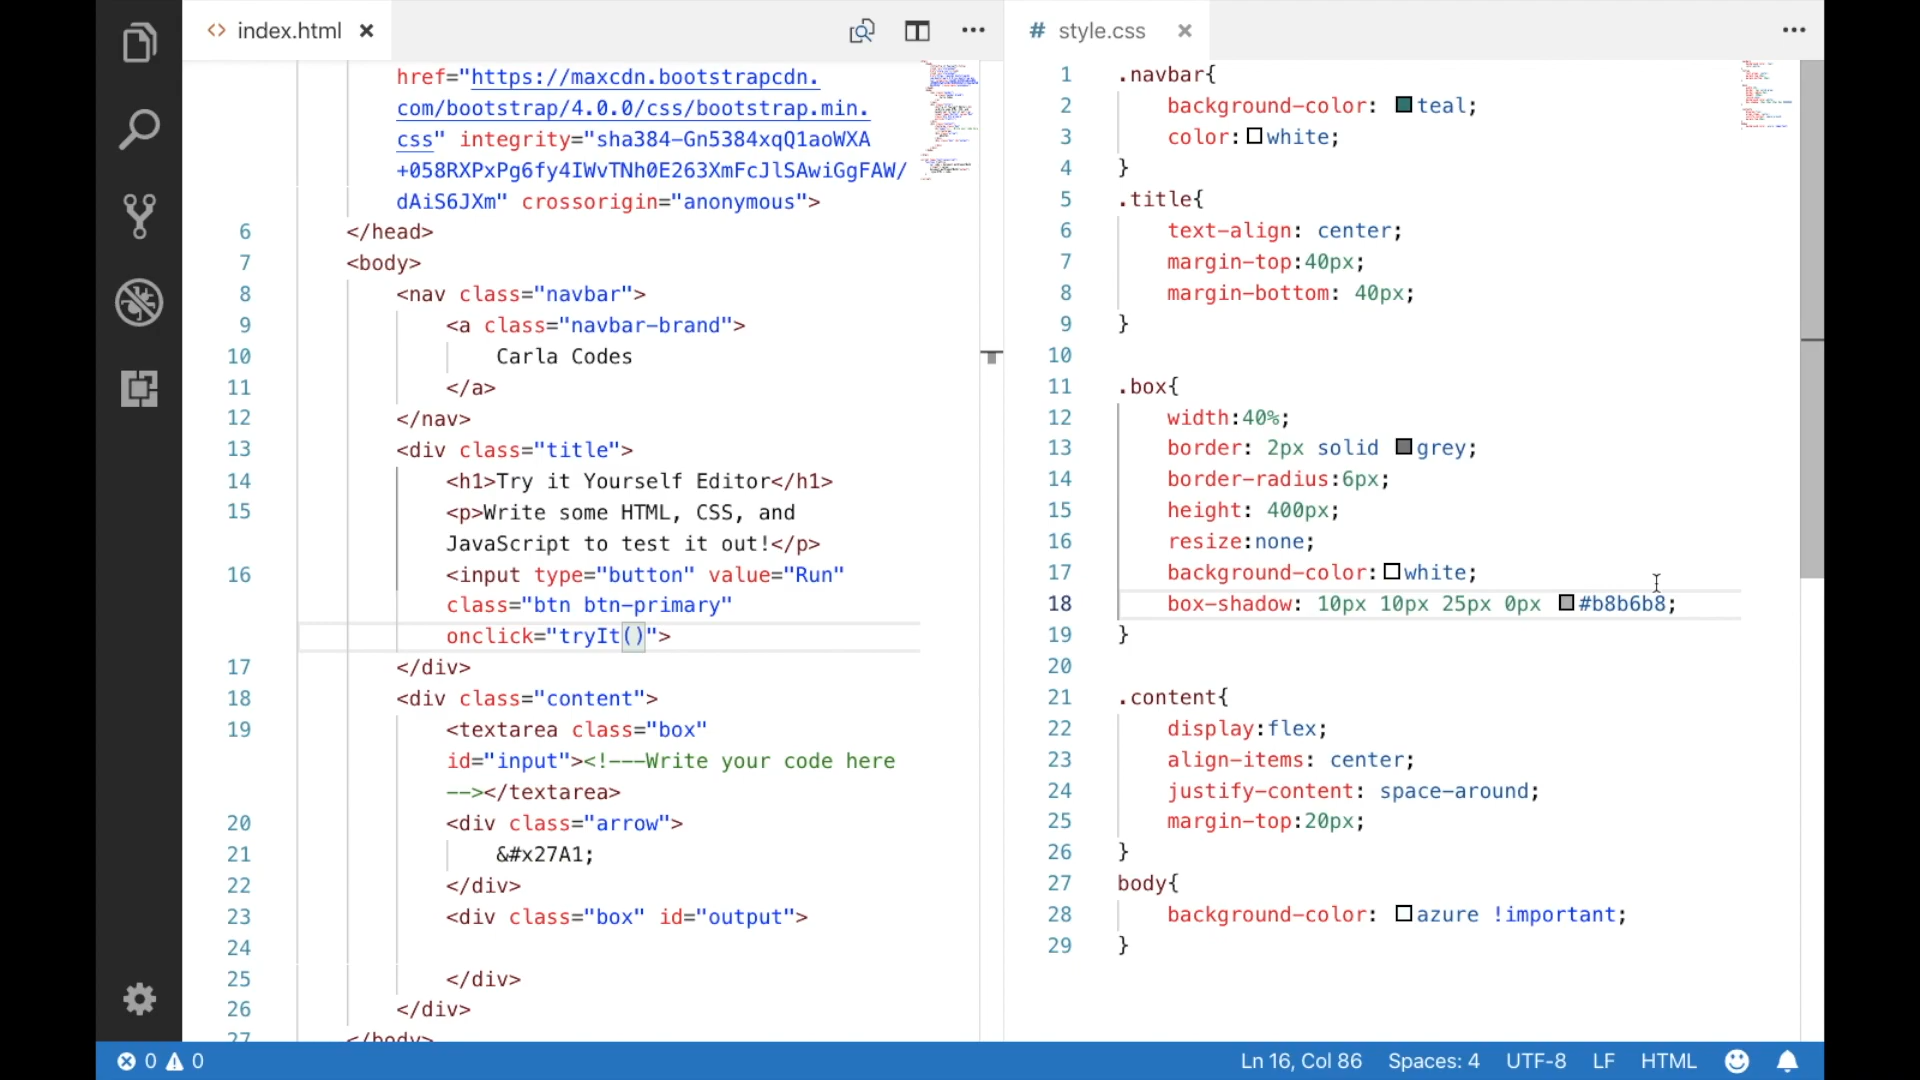 <> index.html ×
href="https://maxcdn.bootstrapcdn.
com/bootstrap/4.0.0/css/bootstrap.min.
css" integrity="sha384-Gn5384xqQ1aoWXA
+058RXPxPg6fy4IWvTNh0E263XmFcJlSAwiGgFAW/
dAiS6JXm" crossorigin="anonymous">
6 </head>
7 <body>
8 <nav class="navbar">
9 <a class="navbar-brand">
10 Carla Codes
11 </a>
12 </nav>
13 <div class="title">
14 <h1>Try it Yourself Editor</h1>
15 <p>Write some HTML, CSS, and
JavaScript to test it out!</p>
16 <input type="button" value="Run"
class="btn btn-primary"
onclick="tryIt()">
17 </div>
18 <div class="content">
19 <textarea class="box"
id="input"><!---Write your code here
--></textarea>
20 <div class="arrow">
21 &#x27A1;
22 </div>
23 <div class="box" id="output">
24
25 </div>
26 </div>
27 </body>
# style.css ×
1 .navbar{
2 background-color: teal;
3 color: white;
4 }
5 .title{
6 text-align: center;
7 margin-top:40px;
8 margin-bottom: 40px;
9 }
10
11 .box{
12 width:40%;
13 border: 2px solid grey;
14 border-radius:6px;
15 height: 400px;
16 resize:none;
17 background-color: white;
18 box-shadow: 10px 10px 25px 0px #b8b6b8;
19 }
20
21 .content{
22 display:flex;
23 align-items: center;
24 justify-content: space-around;
25 margin-top:20px;
26 }
27 body{
28 background-color: azure !important;
29 }
0 0 Ln 16, Col 86 Spaces: 4 UTF-8 LF HTML